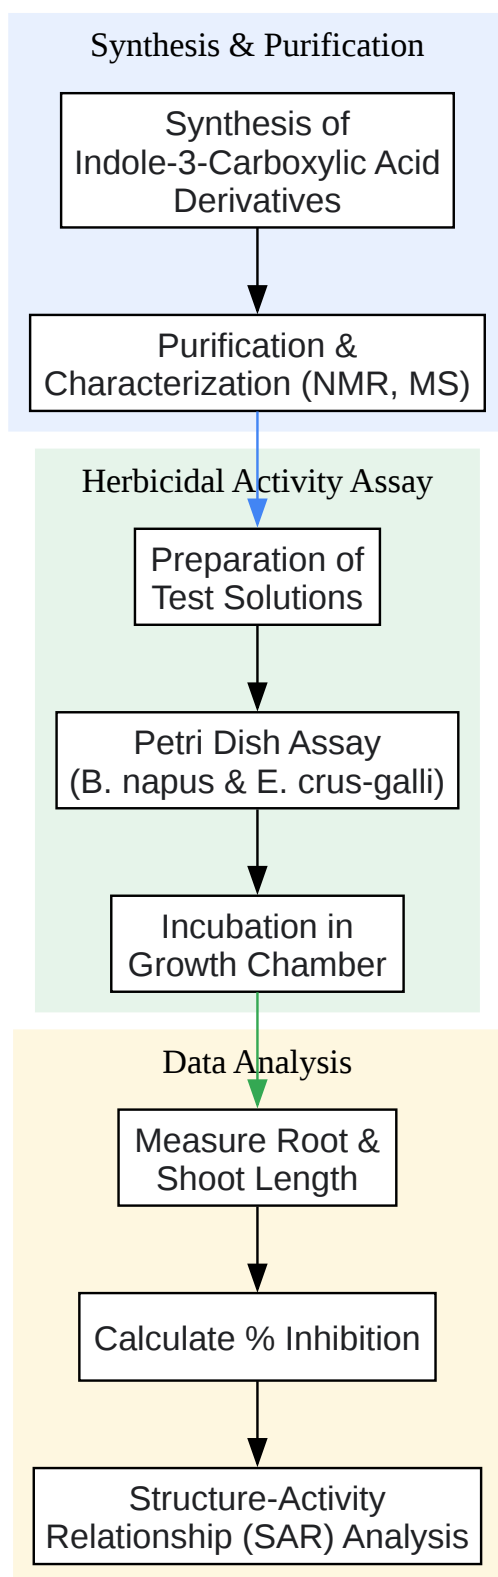 Synthesis & Purification
Synthesis of
Indole-3-Carboxylic Acid
Derivatives
Purification &
Characterization (NMR, MS)
Herbicidal Activity Assay
Preparation of
Test Solutions
Petri Dish Assay
(B. napus & E. crus-galli)
Incubation in
Growth Chamber
Data Analysis
Measure Root &
Shoot Length
Calculate % Inhibition
Structure-Activity
Relationship (SAR) Analysis